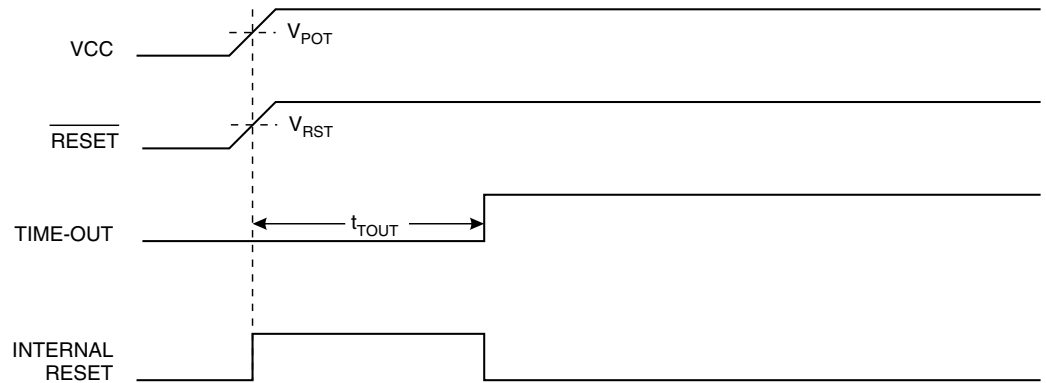 VCC
V_POT
RESET
V_RST
TIME-OUT
t_TOUT
INTERNAL
RESET